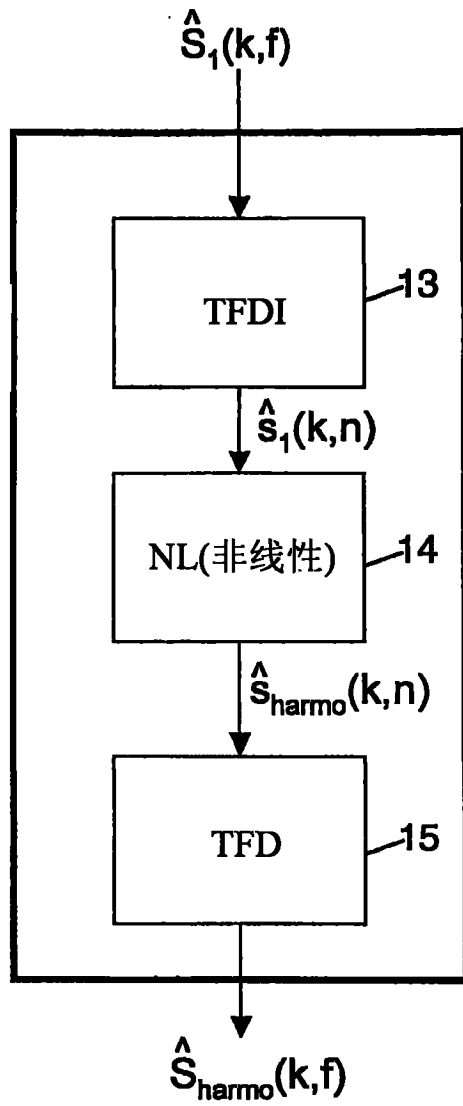 Ŝ₁(k,f)
TFDI
13
ŝ₁(k,n)
NL(非线性)
14
ŝharmo(k,n)
TFD
15
Ŝharmo(k,f)